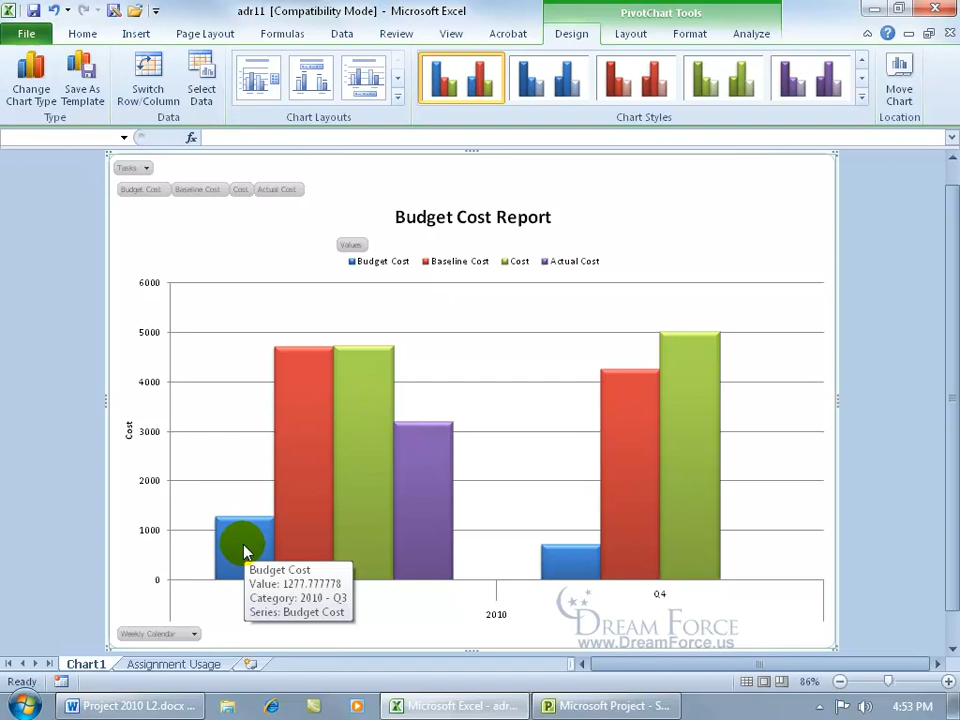 adr11 [Compatibility Mode] - Microsoft Excel
PivotChart Tools
File Home Insert Page Layout Formulas Data Review View Acrobat Design Layout Format Analyze
Change Chart Type
Save As Template
Switch Row/Column
Select Data
Move Chart
Type Data Chart Layouts Chart Styles Location
fx
Tasks
Budget Cost Baseline Cost Cost Actual Cost
Budget Cost Report
Values
Budget Cost Baseline Cost Cost Actual Cost
6000
5000
4000
3000
2000
1000
0
Cost
Budget Cost
Value: 1277.777778
Category: 2010 - Q3
Series: Budget Cost
Q4
2010
DREAM FORCE
www.DreamForce.us
Weekly Calendar
Chart1 Assignment Usage
Ready 86%
Project 2010 L2.docx ... Microsoft Excel - adr... Microsoft Project - S... 4:53 PM